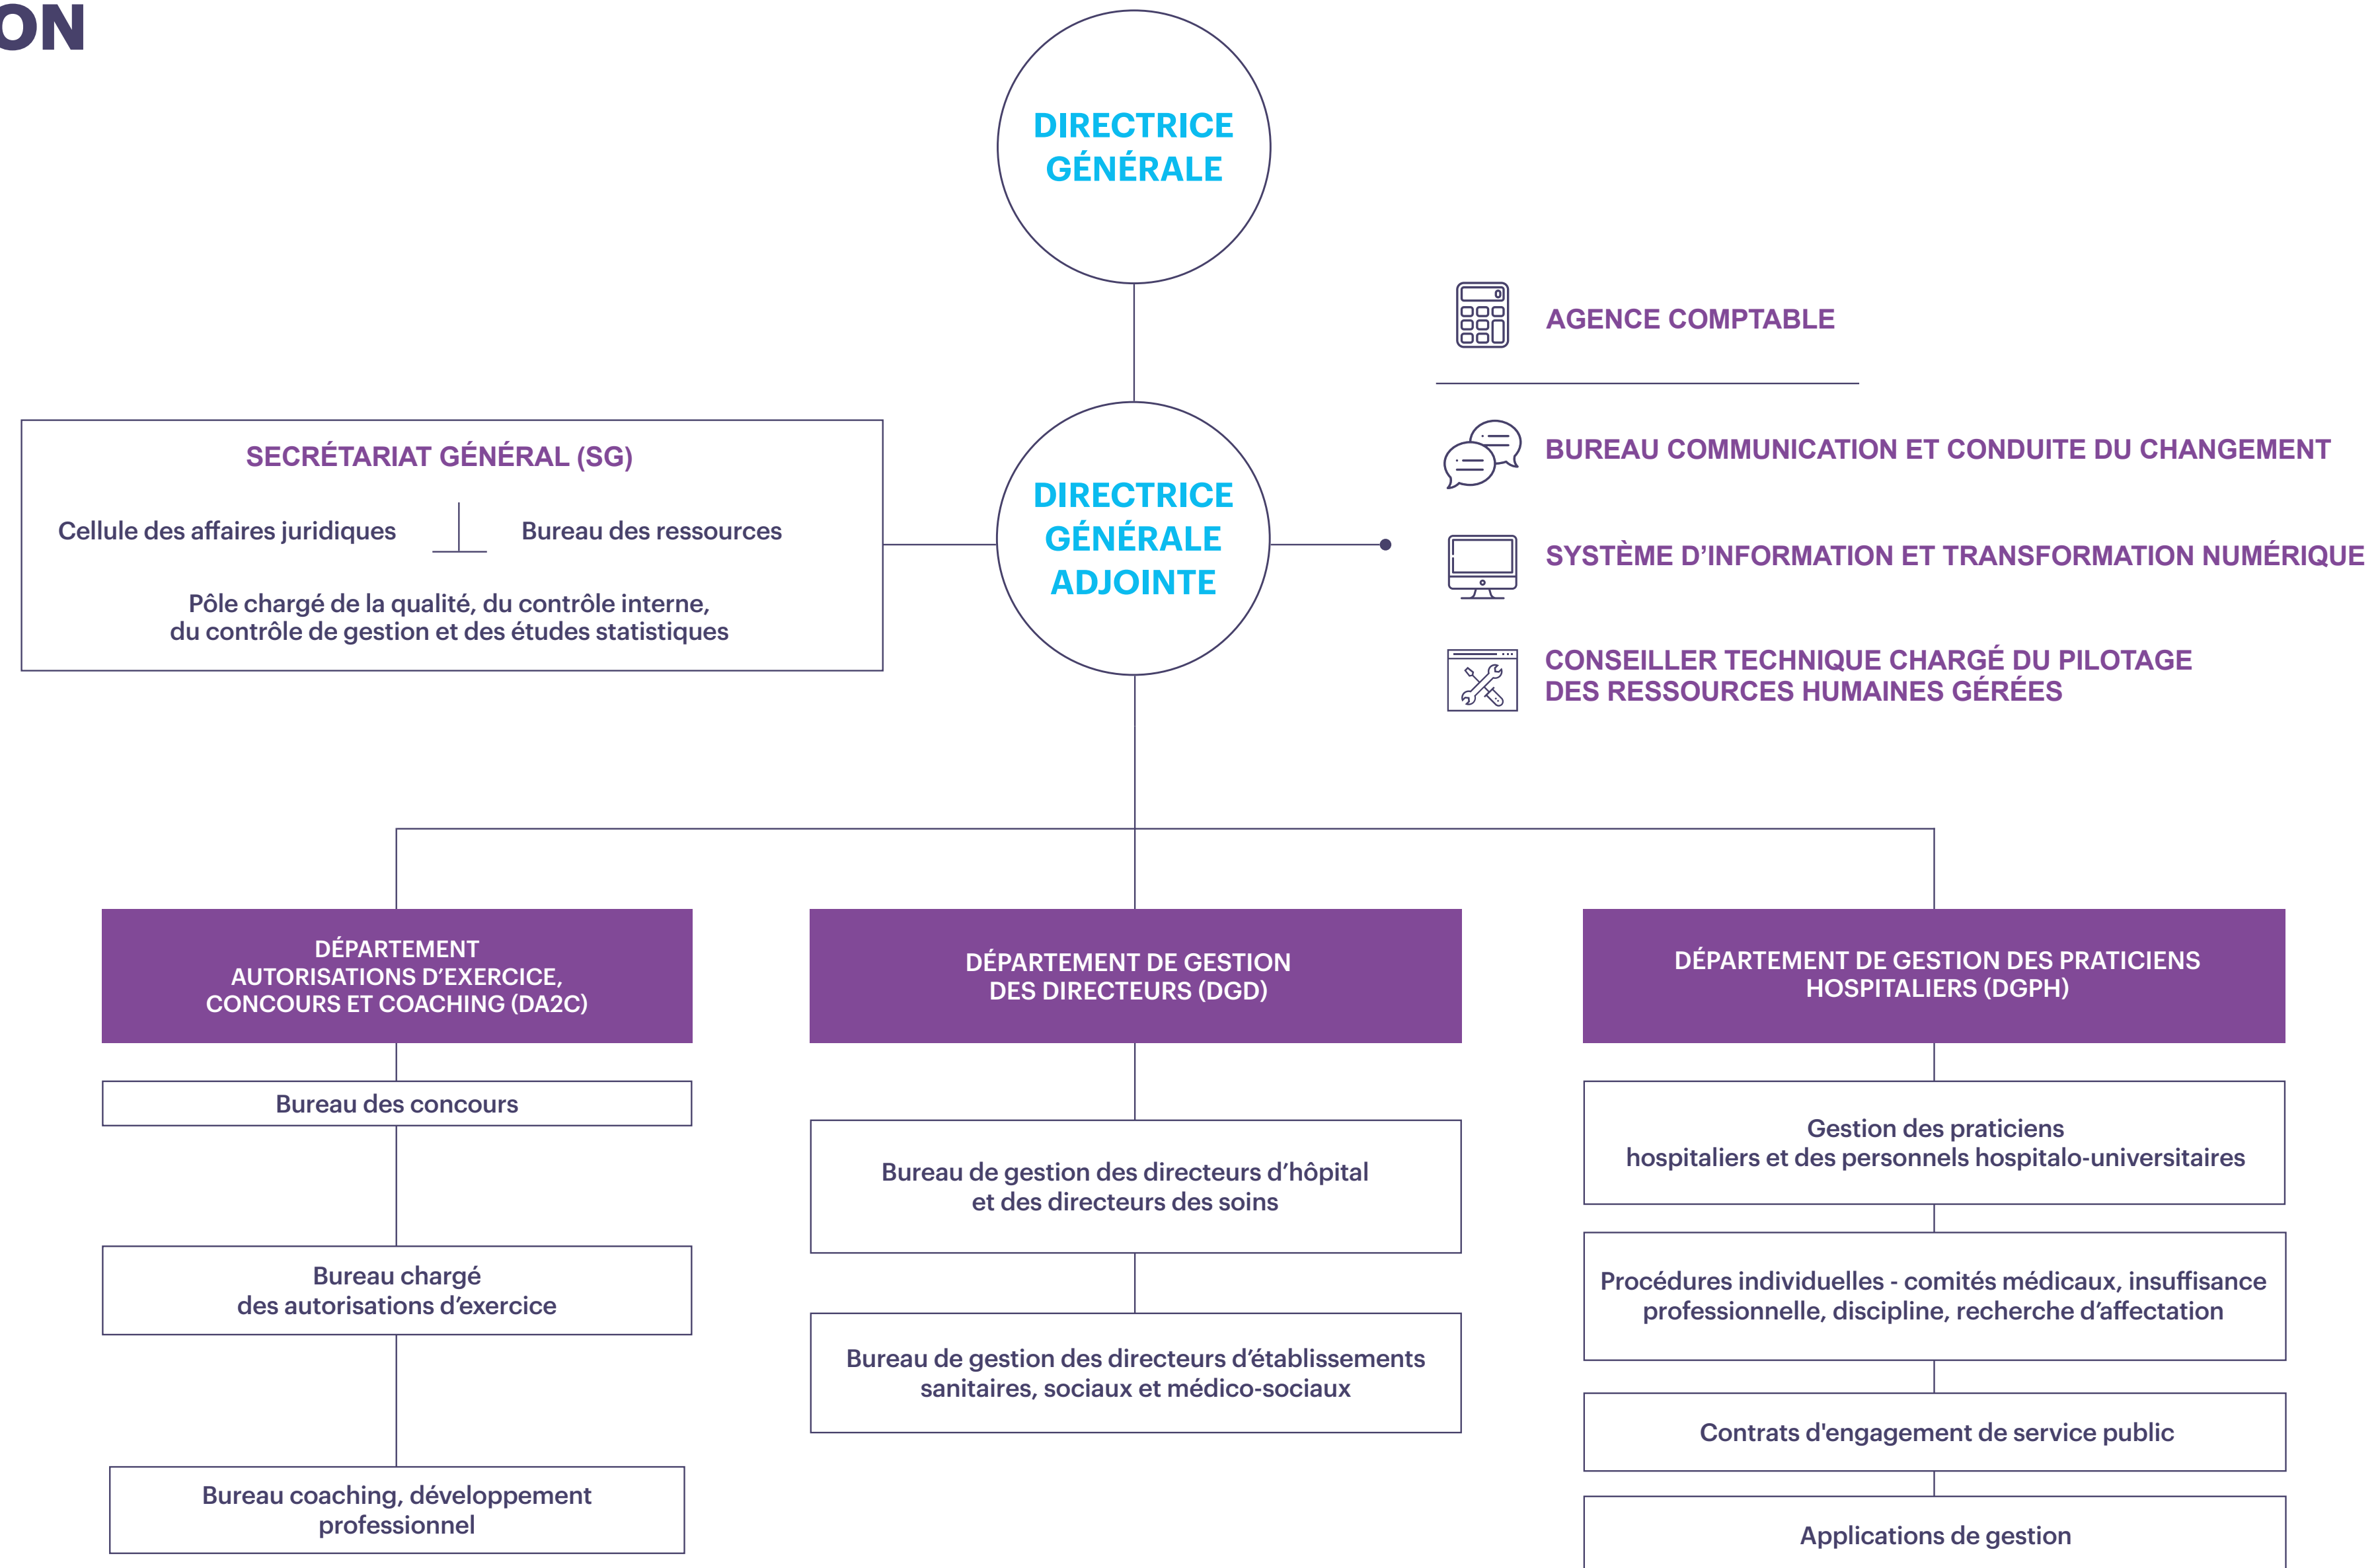 ON
DIRECTRICE
GÉNÉRALE
AGENCE COMPTABLE
BUREAU COMMUNICATION ET CONDUITE DU CHANGEMENT
SYSTÈME D’INFORMATION ET TRANSFORMATION NUMÉRIQUE
CONSEILLER TECHNIQUE CHARGÉ DU PILOTAGE
DES RESSOURCES HUMAINES GÉRÉES
SECRÉTARIAT GÉNÉRAL (SG)
Cellule des affaires juridiques
Bureau des ressources
Pôle chargé de la qualité, du contrôle interne,
du contrôle de gestion et des études statistiques
DIRECTRICE
GÉNÉRALE
ADJOINTE
DÉPARTEMENT
AUTORISATIONS D’EXERCICE,
CONCOURS ET COACHING (DA2C)
Bureau des concours
Bureau chargé
des autorisations d’exercice
Bureau coaching, développement
professionnel
DÉPARTEMENT DE GESTION
DES DIRECTEURS (DGD)
Bureau de gestion des directeurs d’hôpital
et des directeurs des soins
Bureau de gestion des directeurs d’établissements
sanitaires, sociaux et médico-sociaux
DÉPARTEMENT DE GESTION DES PRATICIENS
HOSPITALIERS (DGPH)
Gestion des praticiens
hospitaliers et des personnels hospitalo-universitaires
Procédures individuelles - comités médicaux, insuffisance
professionnelle, discipline, recherche d’affectation
Contrats d'engagement de service public
Applications de gestion